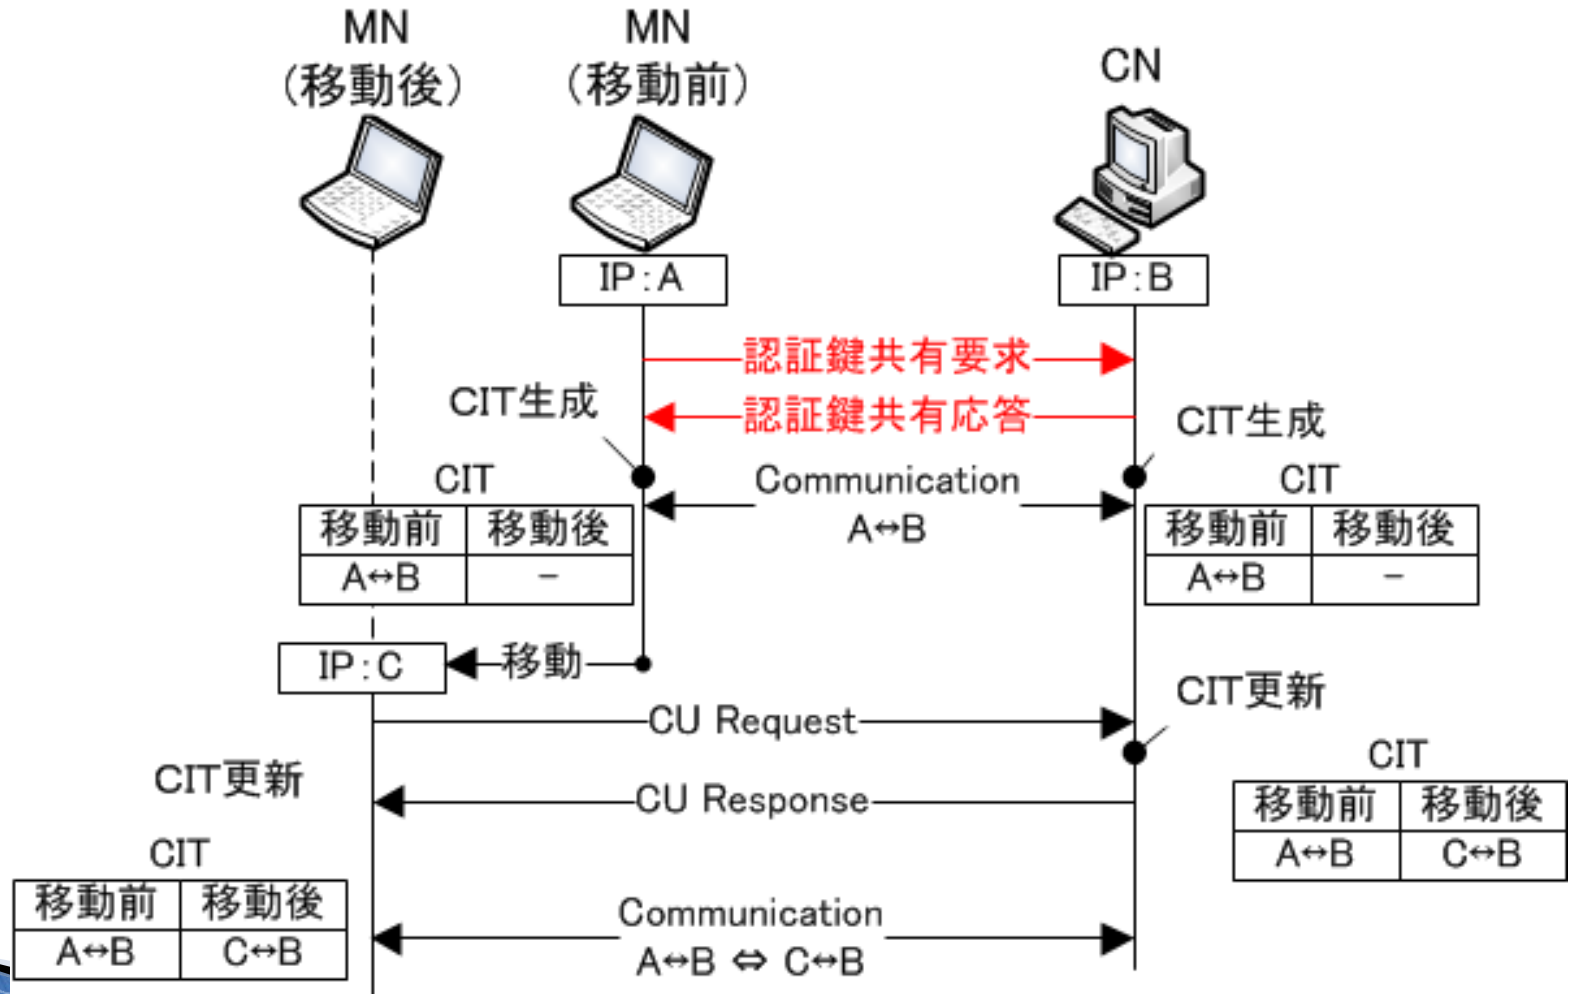 MN
(移動後)
MN
(移動前)
CN
IP:A
IP:B
認証鍵共有要求
CIT生成
認証鍵共有応答
CIT生成
CIT
移動前 移動後
A↔B －
Communication
A↔B
CIT
移動前 移動後
A↔B －
IP:C
移動
CU Request
CIT更新
CIT更新
CU Response
CIT
移動前 移動後
A↔B C↔B
CIT
移動前 移動後
A↔B C↔B
Communication
A↔B ⇔ C↔B